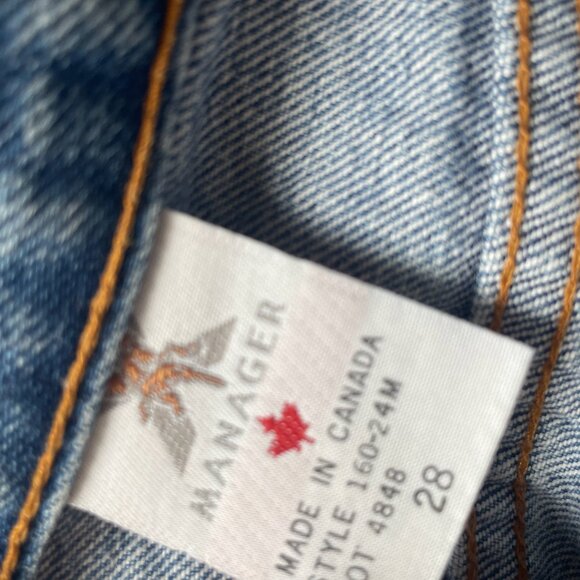 MANAGER
MADE IN CANADA
STYLE 160-24M
OT 4848
28